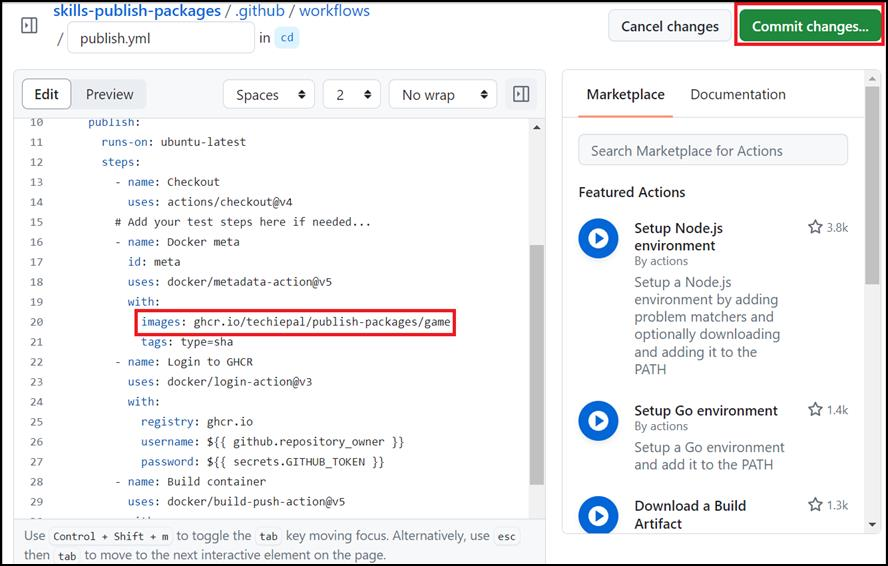 skills-publish-packages / .github / workflows
/ publish.yml in cd
Cancel changes
Commit changes...
Edit
Preview
Spaces
2
No wrap
10 publish:
11 runs-on: ubuntu-latest
12 steps:
13 - name: Checkout
14 uses: actions/checkout@v4
15 # Add your test steps here if needed...
16 - name: Docker meta
17 id: meta
18 uses: docker/metadata-action@v5
19 with:
20 images: ghcr.io/techiepal/publish-packages/game
21 tags: type=sha
22 - name: Login to GHCR
23 uses: docker/login-action@v3
24 with:
25 registry: ghcr.io
26 username: ${{ github.repository_owner }}
27 password: ${{ secrets.GITHUB_TOKEN }}
28 - name: Build container
29 uses: docker/build-push-action@v5
Use Control + Shift + m to toggle the tab key moving focus. Alternatively, use esc
then tab to move to the next interactive element on the page.
Marketplace
Documentation
Search Marketplace for Actions
Featured Actions
Setup Node.js
environment
3.8k
By actions
Setup a Node.js
environment by adding
problem matchers and
optionally downloading
and adding it to the
PATH
Setup Go environment
1.4k
By actions
Setup a Go environment
and add it to the PATH
Download a Build
Artifact
1.3k